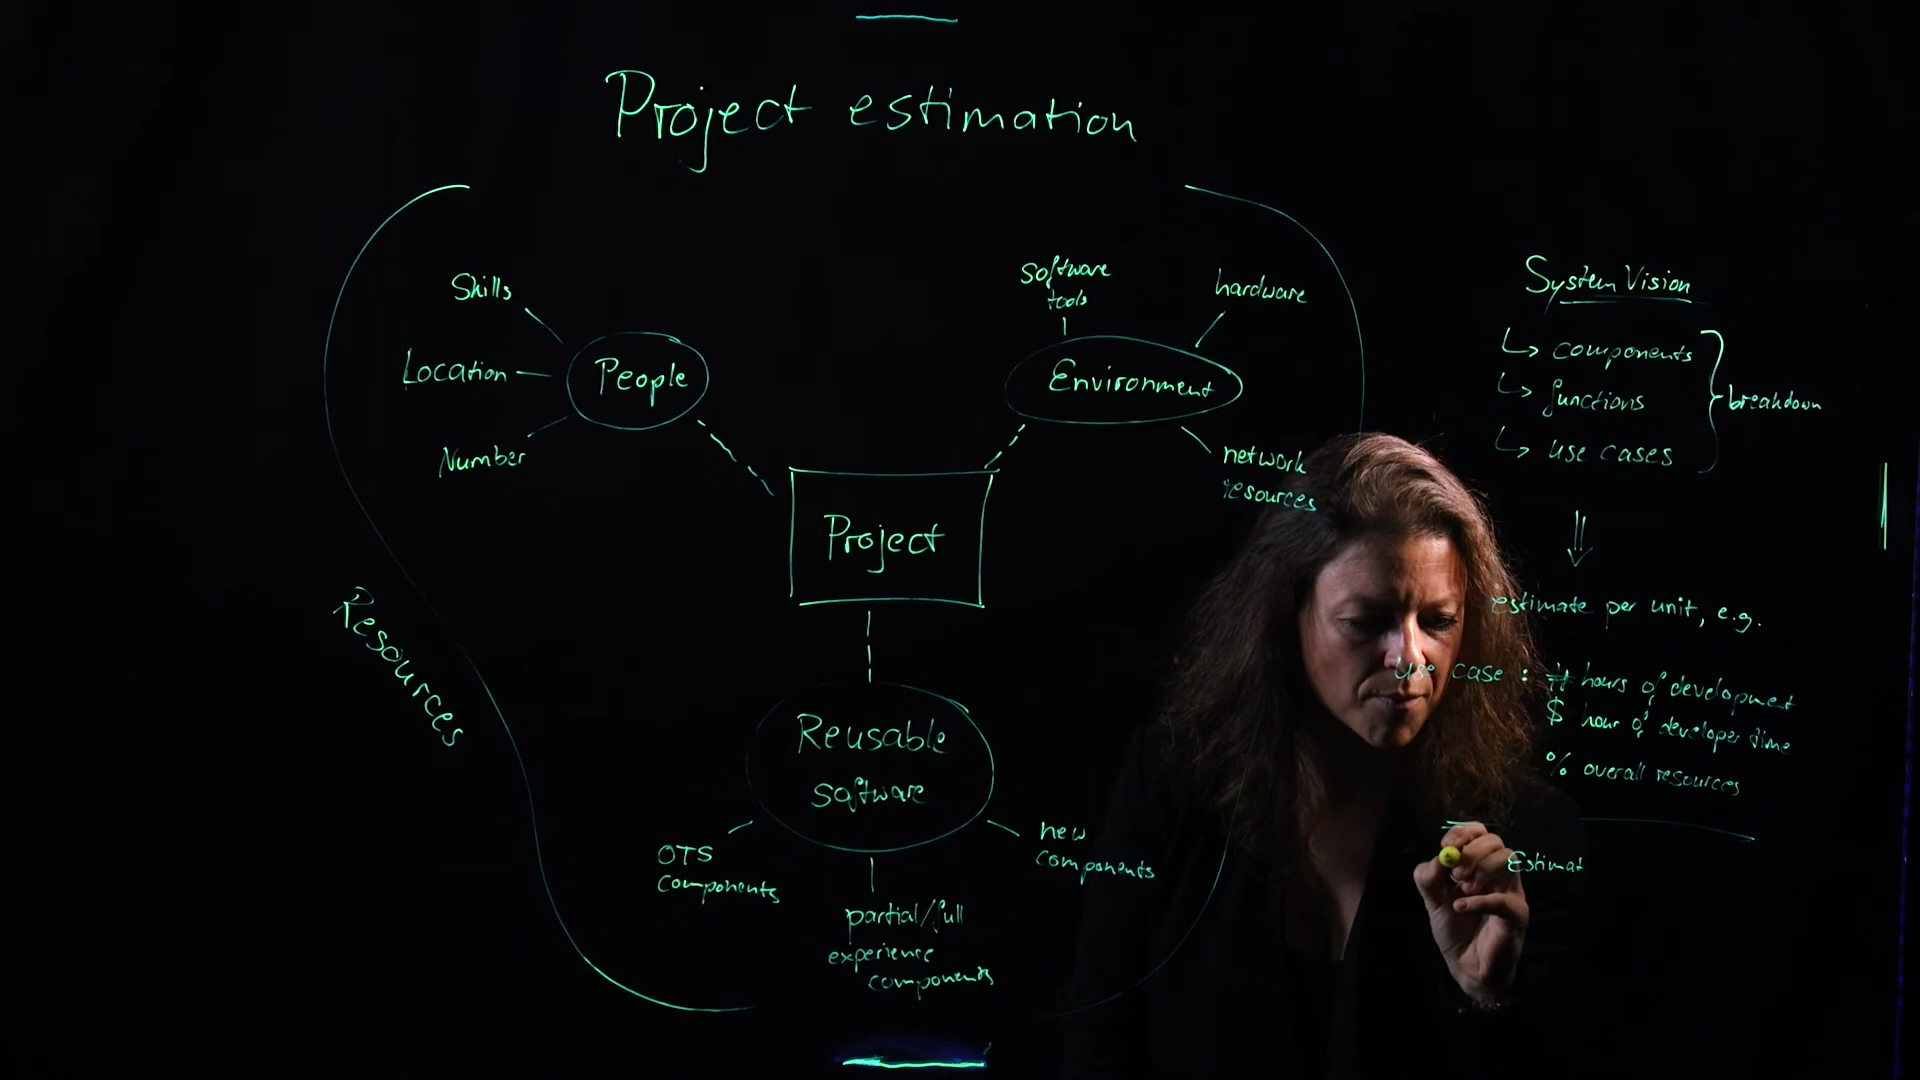 Project estimation
Skills
Location
Number
People
software
tools
hardware
Environment
network
resources
Project
Resources
Reusable
software
OTS
components
partial/full
experience
components
new
components
System Vision
components
functions
use cases
breakdown
estimate per unit, e.g.
use case : # hours of development
$ hour of developer time
% overall resources
Estimat